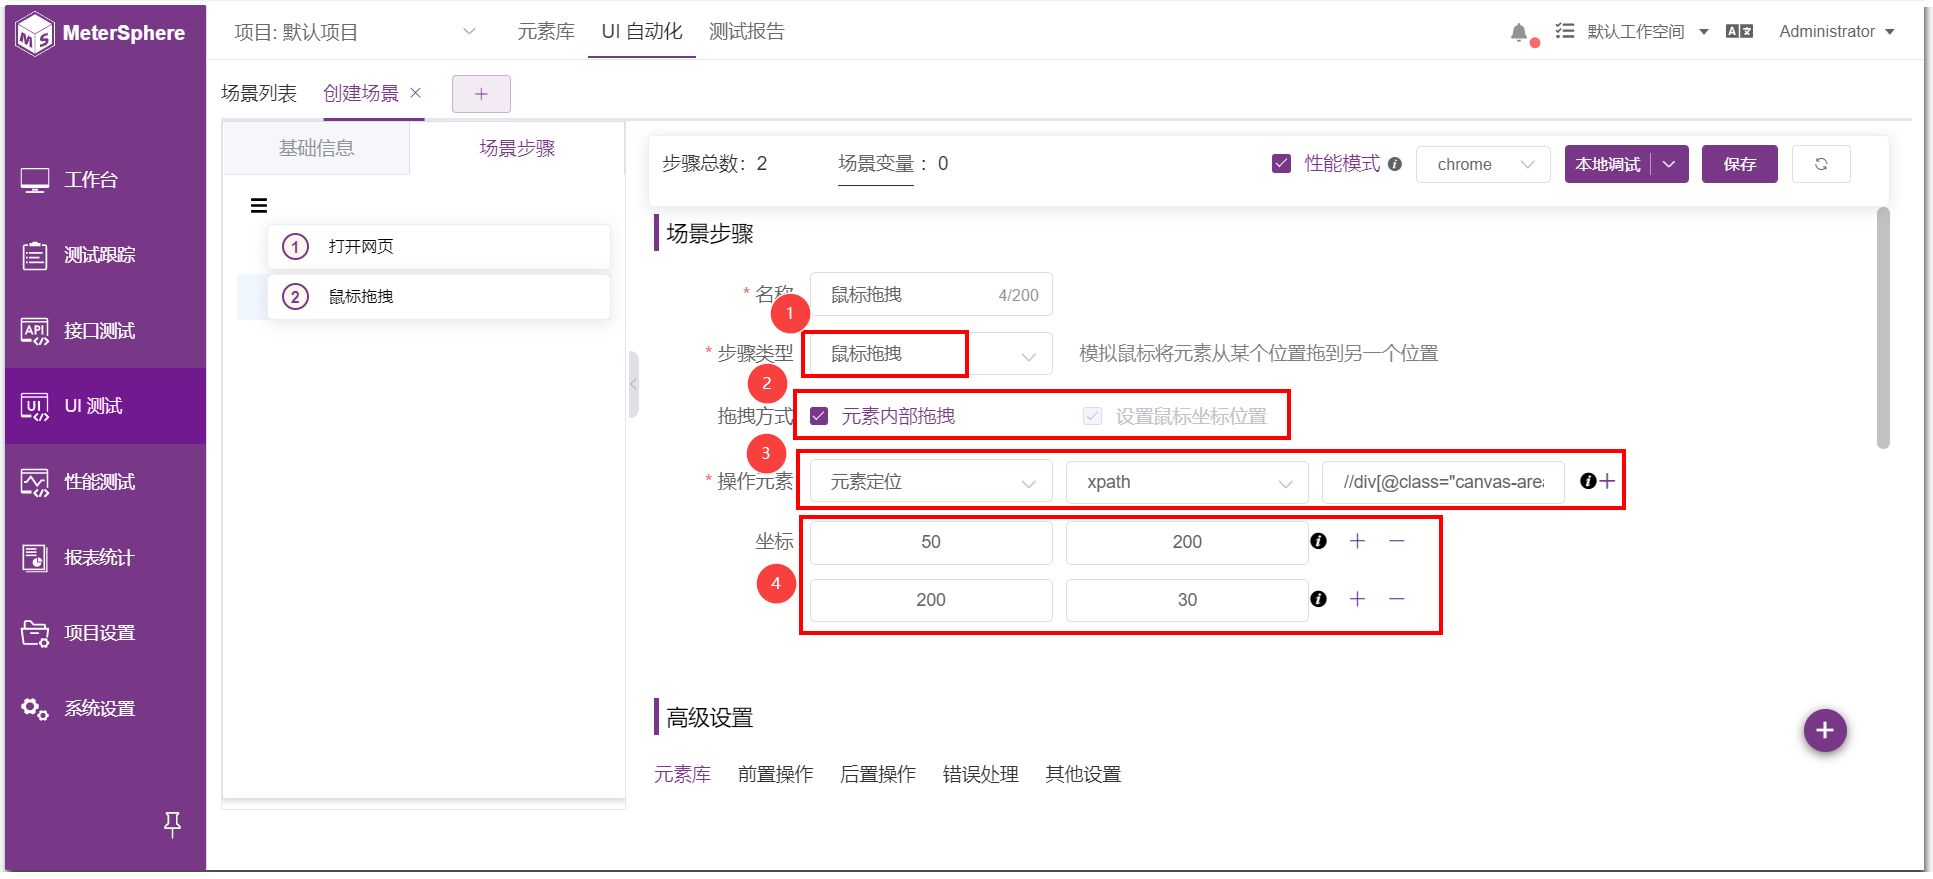 MS MeterSphere
项目: 默认项目
元素库 UI 自动化 测试报告
默认工作空间
Administrator
场景列表 创建场景 × +
工作台
测试跟踪
API 接口测试
UI UI 测试
性能测试
报表统计
项目设置
系统设置
基础信息 场景步骤
1 打开网页
2 鼠标拖拽
步骤总数：2 场景变量 ：0
性能模式 chrome 本地调试 保存
场景步骤
* 名称 鼠标拖拽 4/200
1
* 步骤类型 鼠标拖拽 模拟鼠标将元素从某个位置拖到另一个位置
2
拖拽方式 元素内部拖拽 设置鼠标坐标位置
3
* 操作元素 元素定位 xpath //div[@class="canvas-area
坐标 50 200
4
200 30
高级设置
元素库 前置操作 后置操作 错误处理 其他设置